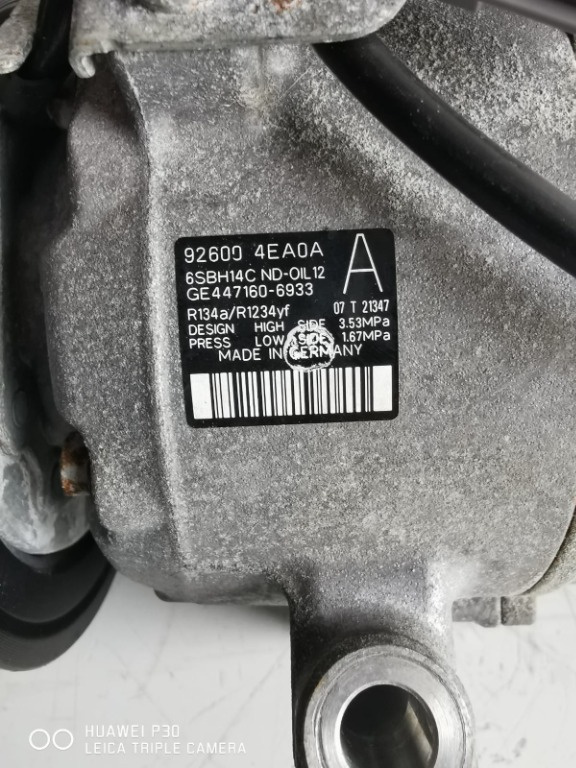 92600 4EA0A
6SBH14C ND-OIL12
GE447160-6933
A
R134a/R1234yf 07 T 21347
DESIGN HIGH SIDE 3.53MPa
PRESS LOW SIDE 1.67MPa
MADE IN GERMANY
HUAWEI P30
LEICA TRIPLE CAMERA